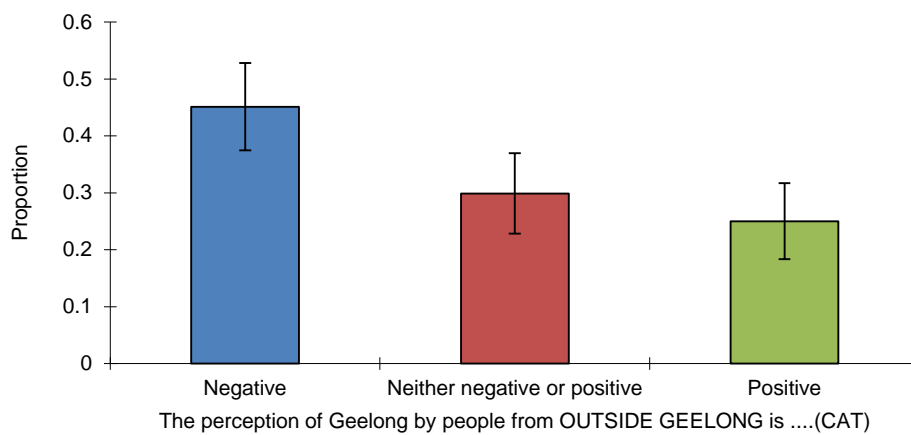 0.6
0.5
0.4
0.3
0.2
0.1
0
Proportion
Negative
Neither negative or positive
Positive
The perception of Geelong by people from OUTSIDE GEELONG is ....(CAT)